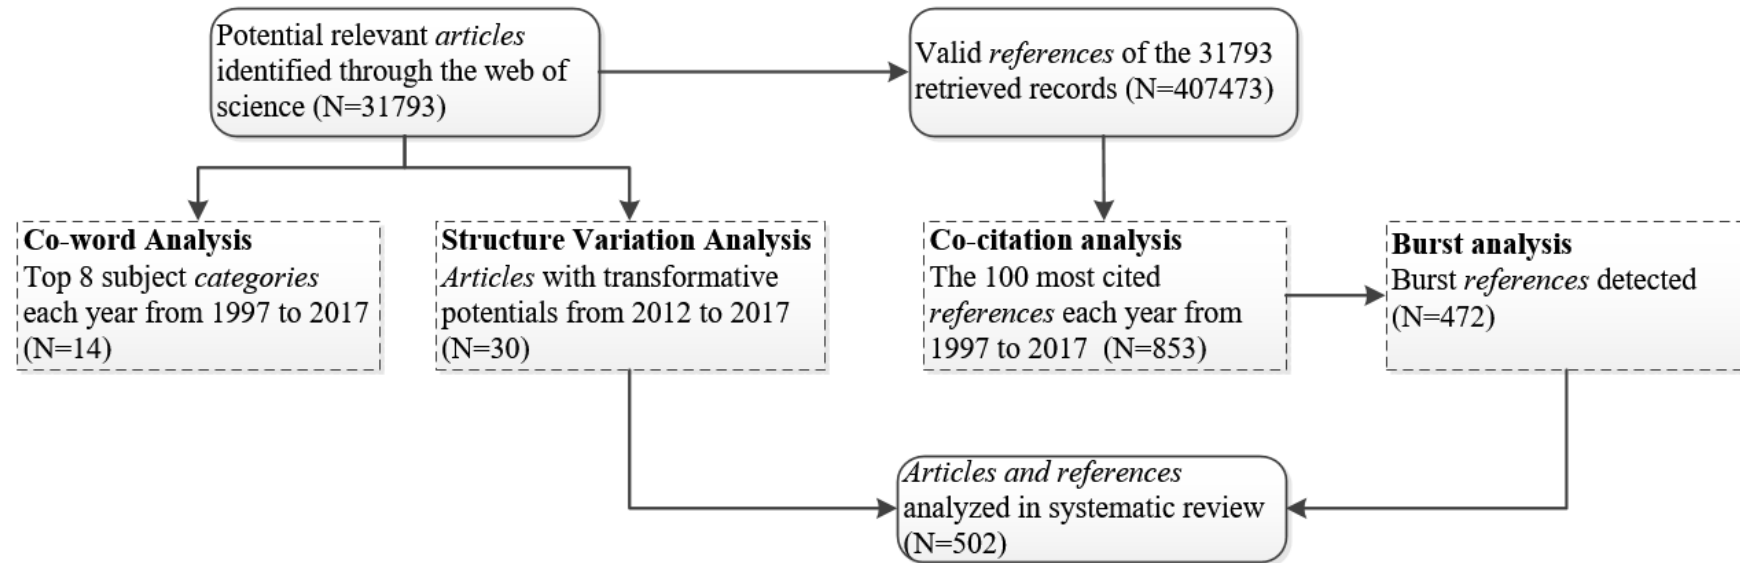 Potential relevant articles
identified through the web of
science (N=31793)
Valid references of the 31793
retrieved records (N=407473)
Co-word Analysis
Top 8 subject categories
each year from 1997 to 2017
(N=14)
Structure Variation Analysis
Articles with transformative
potentials from 2012 to 2017
(N=30)
Co-citation analysis
The 100 most cited
references each year from
1997 to 2017 (N=853)
Burst analysis
Burst references detected
(N=472)
Articles and references
analyzed in systematic review
(N=502)